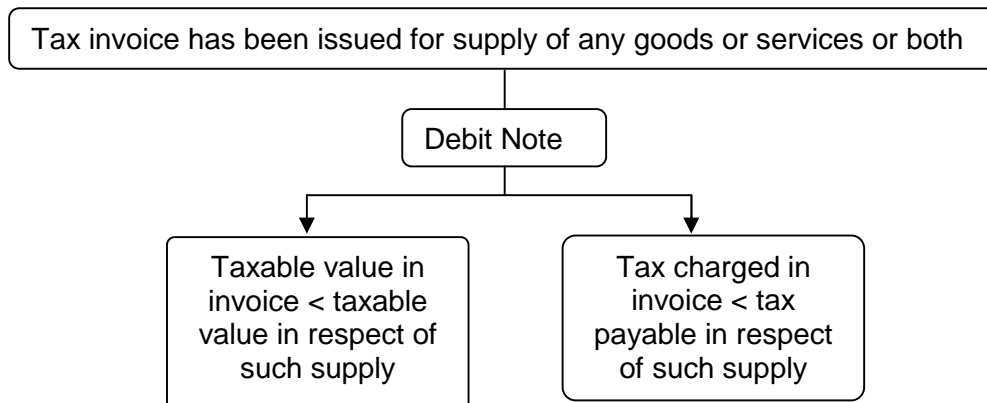 Tax invoice has been issued for supply of any goods or services or both
Debit Note
Taxable value in
invoice < taxable
value in respect of
such supply
Tax charged in
invoice < tax
payable in respect
of such supply